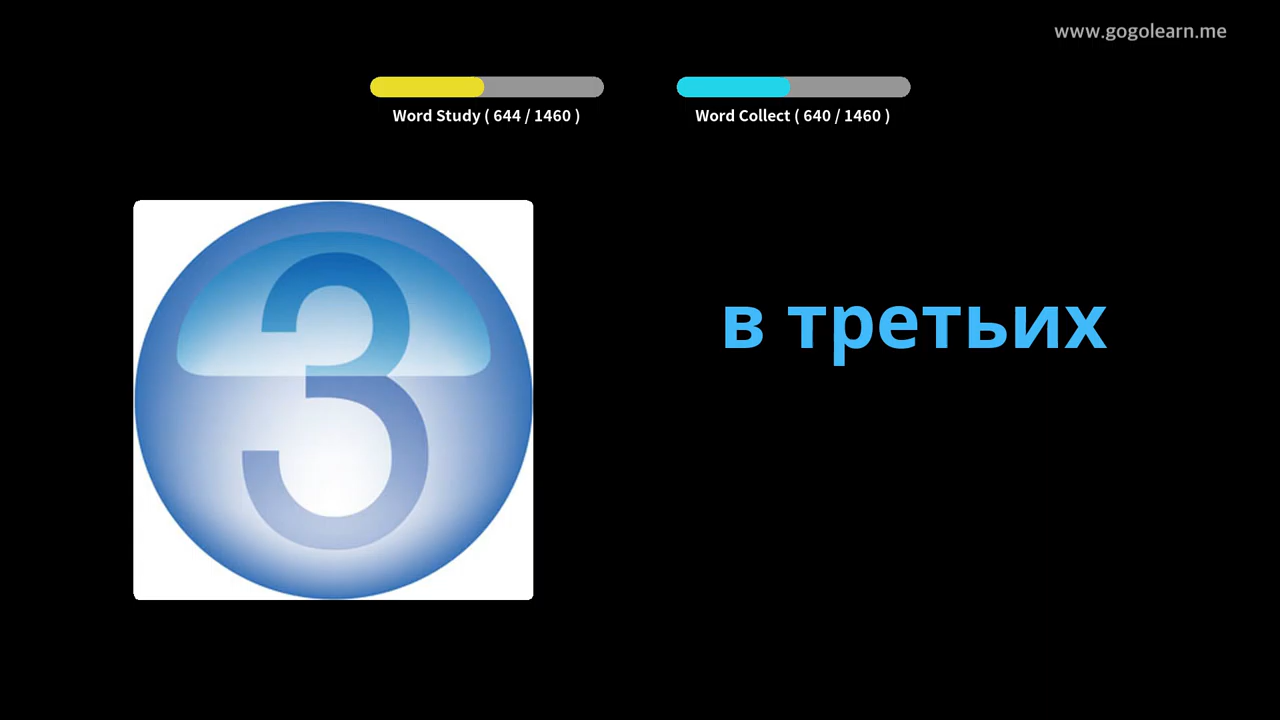 www.gogolearn.me
Word Study ( 644 / 1460 )
Word Collect ( 640 / 1460 )
3
в третьих